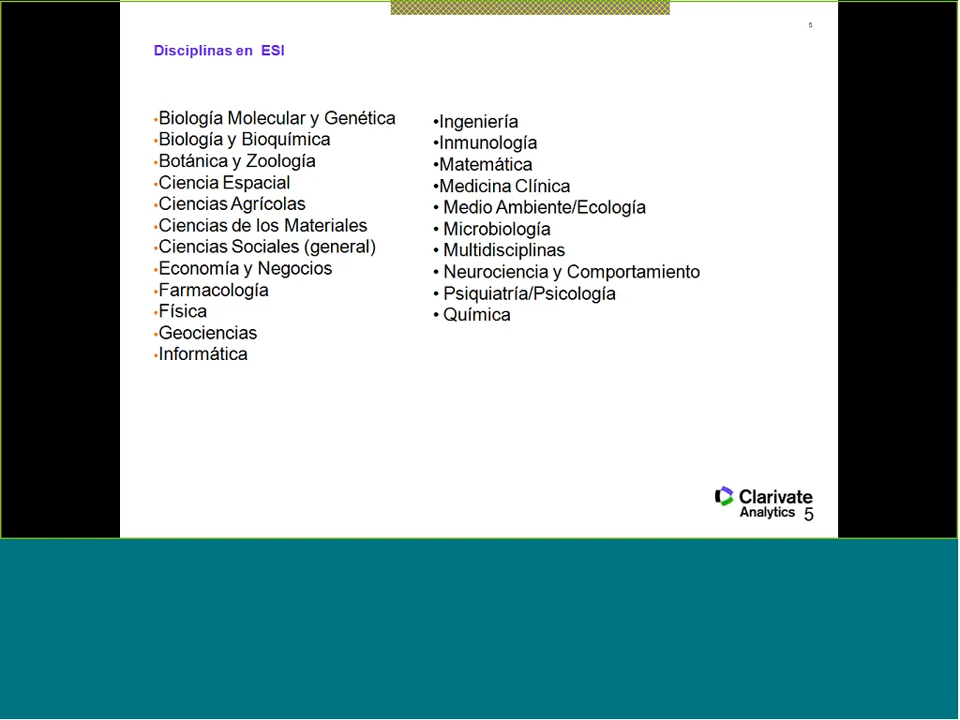 5
Disciplinas en  ESI
•Biología Molecular y Genética
•Biología y Bioquímica
•Botánica y Zoología
•Ciencia Espacial
•Ciencias Agrícolas
•Ciencias de los Materiales
•Ciencias Sociales (general)
•Economía y Negocios
•Farmacología
•Física
•Geociencias
•Informática
•Ingeniería
•Inmunología
•Matemática
•Medicina Clínica
• Medio Ambiente/Ecología
• Microbiología
• Multidisciplinas
• Neurociencia y Comportamiento
• Psiquiatría/Psicología
• Química
Clarivate
Analytics 5